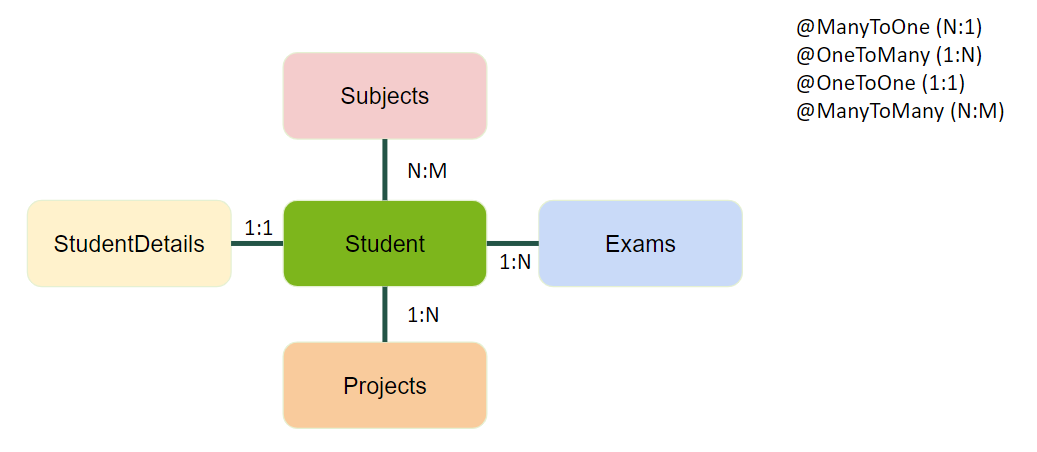 @ManyToOne (N:1)
@OneToMany (1:N)
@OneToOne (1:1)
@ManyToMany (N:M)
Subjects
N:M
StudentDetails
1:1
Student
1:N
Exams
1:N
Projects